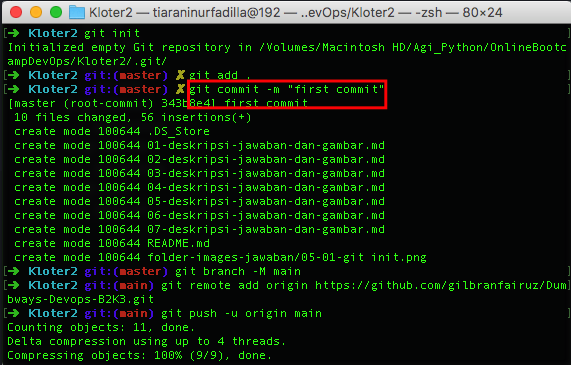 Kloter2 — tiaraninurfadilla@192 — ..evOps/Kloter2 — -zsh — 80×24
[➜ Kloter2 git init
Initialized empty Git repository in /Volumes/Macintosh HD/Agi_Python/OnlineBootc
ampDevOps/Kloter2/.git/
[➜ Kloter2 git:(master) ✗ git add .
[➜ Kloter2 git:(master) ✗ git commit -m "first commit"
[master (root-commit) 343b8e4] first commit
10 files changed, 56 insertions(+)
create mode 100644 .DS_Store
create mode 100644 01-deskripsi-jawaban-dan-gambar.md
create mode 100644 02-deskripsi-jawaban-dan-gambar.md
create mode 100644 03-deskripsi-jawaban-dan-gambar.md
create mode 100644 04-deskripsi-jawaban-dan-gambar.md
create mode 100644 05-deskripsi-jawaban-dan-gambar.md
create mode 100644 06-deskripsi-jawaban-dan-gambar.md
create mode 100644 07-deskripsi-jawaban-dan-gambar.md
create mode 100644 README.md
create mode 100644 folder-images-jawaban/05-01-git init.png
[➜ Kloter2 git:(master) git branch -M main
[➜ Kloter2 git:(main) git remote add origin https://github.com/gilbranfairuz/Dum
bways-Devops-B2K3.git
[➜ Kloter2 git:(main) git push -u origin main
Counting objects: 11, done.
Delta compression using up to 4 threads.
Compressing objects: 100% (9/9), done.